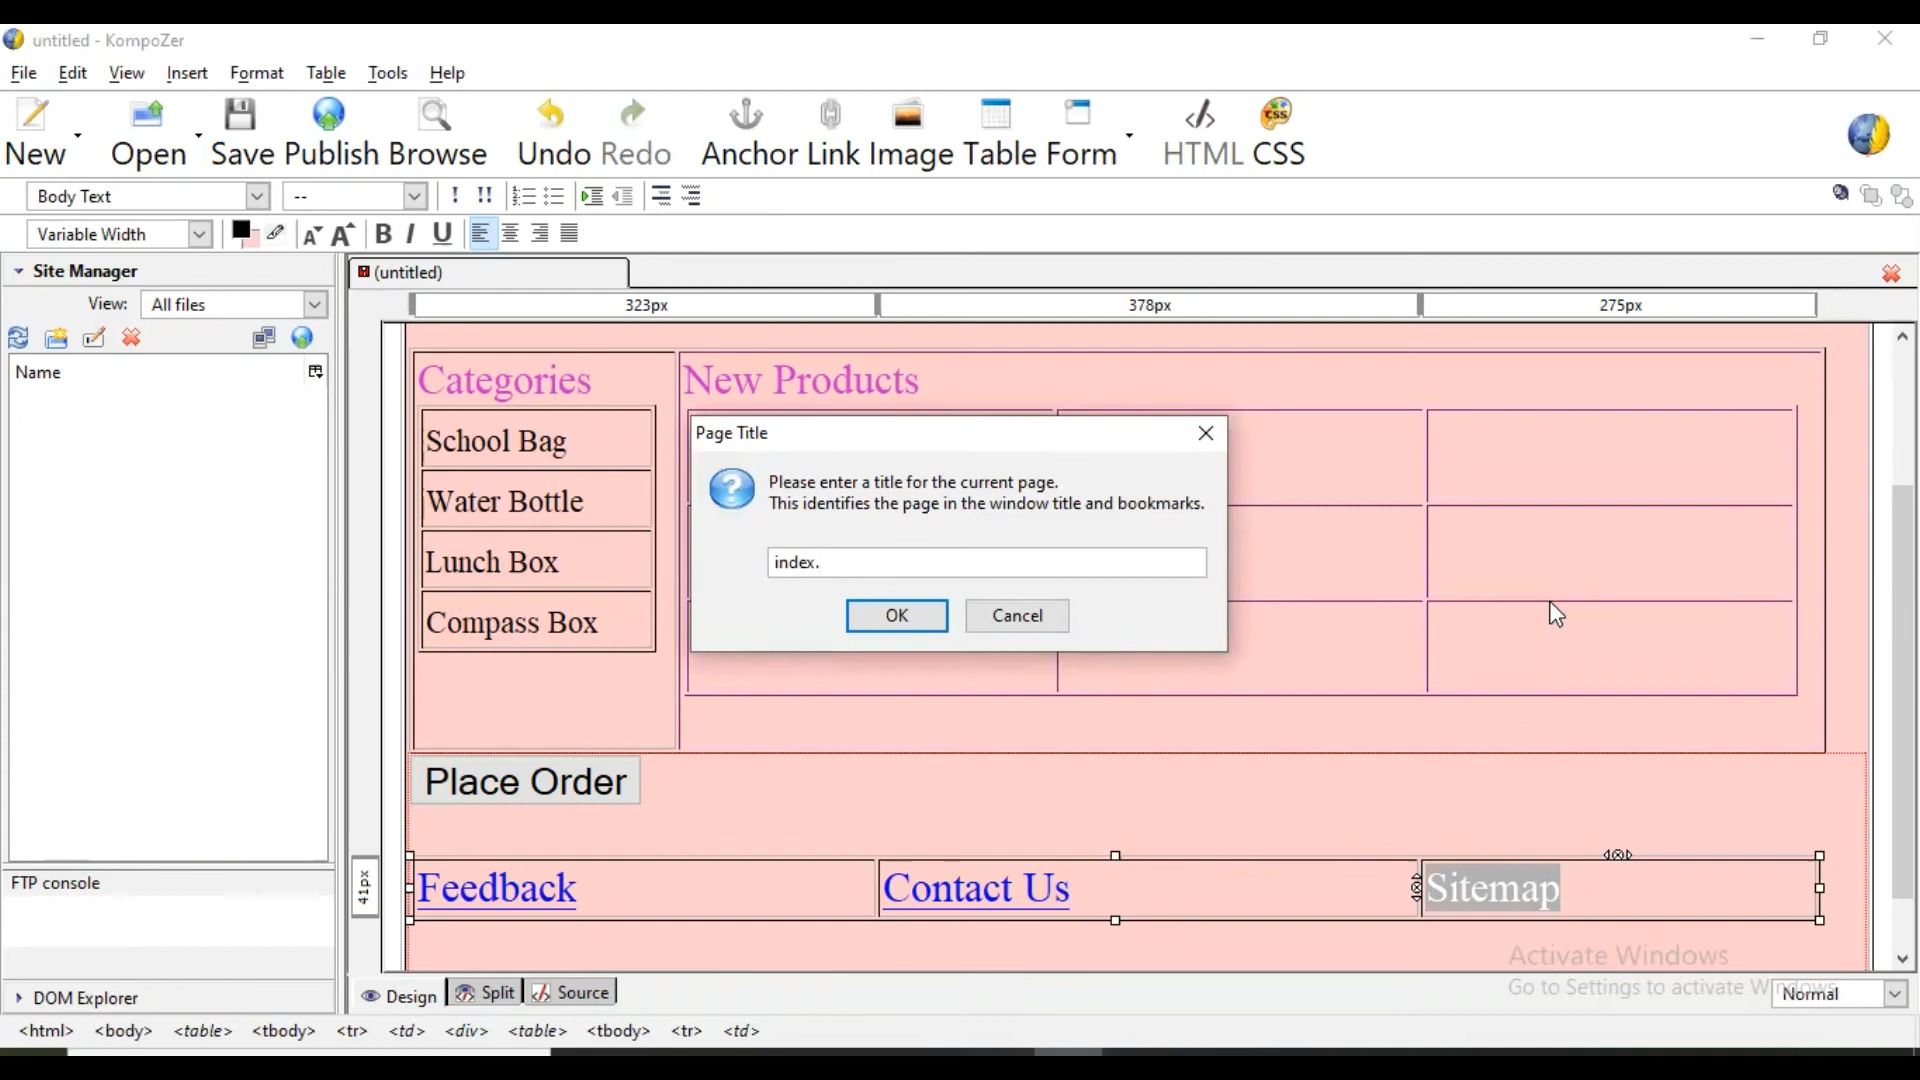 untitled - KompoZer
File Edit View Insert Format Table Tools Help
New Open Save Publish Browse Undo Redo Anchor Link Image Table Form HTML CSS
Body Text --
Variable Width
Site Manager
(untitled)
View: All files
323px 378px 275px
Name
Categories New Products
School Bag
Water Bottle
Lunch Box
Compass Box
Page Title
Please enter a title for the current page.
This identifies the page in the window title and bookmarks.
index.
OK Cancel
Place Order
FTP console
41px
Feedback Contact Us Sitemap
Activate Windows
Go to Settings to activate Windows.
DOM Explorer
Design Split Source
Normal
<html> <body> <table> <tbody> <tr> <td> <div> <table> <tbody> <tr> <td>